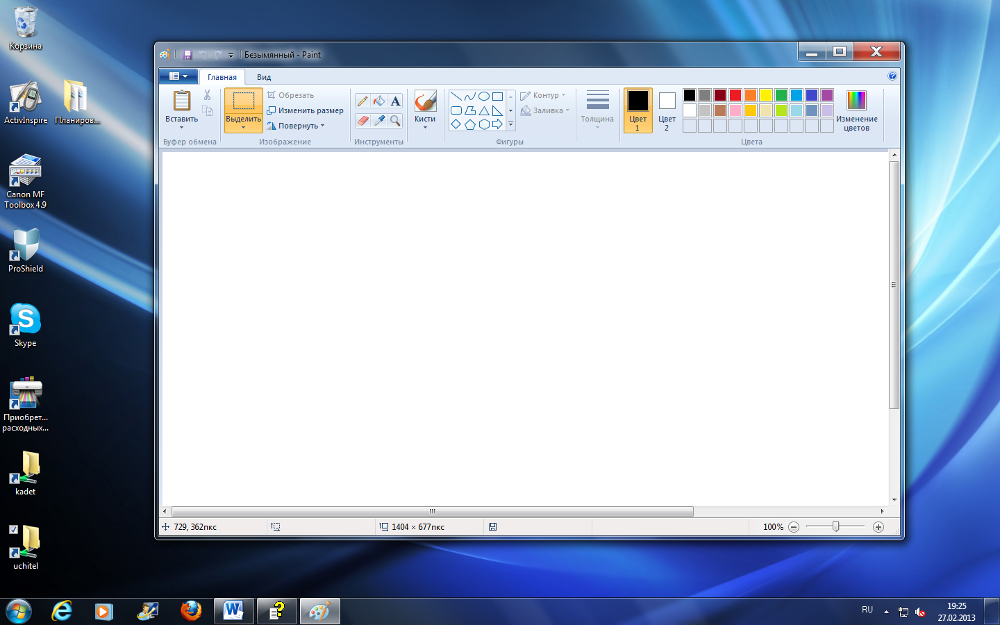 Корзина
ActivInspire
Планиров...
Canon MF
Toolbox 4.9
ProShield
Skype
Приобрет...
расходных...
kadet
uchitel
Безымянный - Paint
Главная
Вид
Вставить
Буфер обмена
Выделить
Обрезать
Изменить размер
Повернуть
Изображение
A
Инструменты
Кисти
Контур
Заливка
Фигуры
Толщина
Цвет
1
Цвет
2
Изменение
цветов
Цвета
729, 362пкс
1404 × 677пкс
100%
RU
19:25
27.02.2013